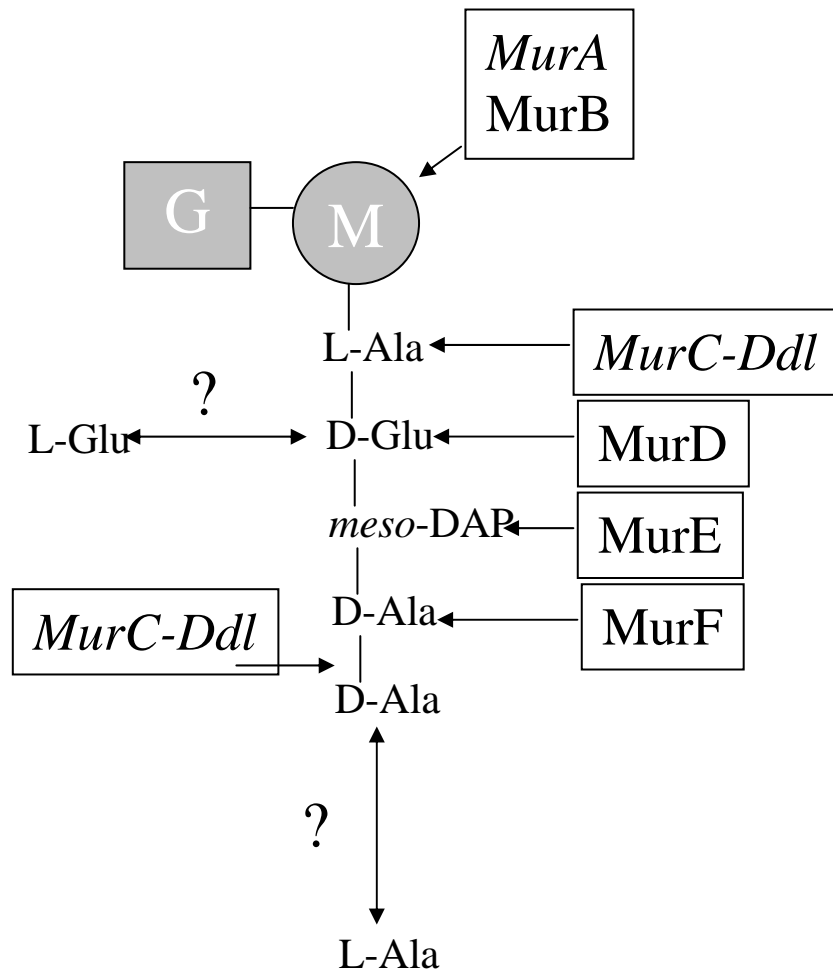 MurA
MurB
G
M
L-Ala
MurC-Ddl
?
L-Glu
D-Glu
MurD
meso-DAP
MurE
MurC-Ddl
D-Ala
MurF
D-Ala
?
L-Ala